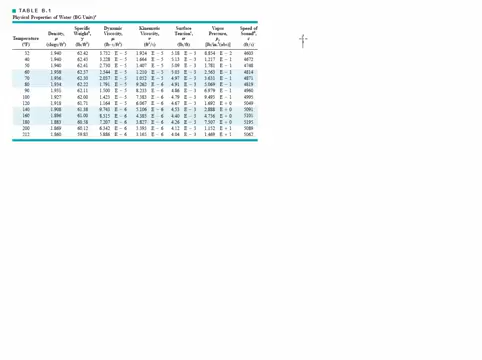 TABLE B.1
Physical Properties of Water (BG Units)ᵃ
Specific Dynamic Kinematic Surface Vapor Speed of
Density, Weightᵇ, Viscosity, Viscosity, Tensionᶜ, Pressure, Soundᵈ,
Temperature ρ γ μ ν σ pᵥ c
(°F) (slugs/ft³) (lb/ft³) (lb·s/ft²) (ft²/s) (lb/ft) [lb/in.²(abs)] (ft/s)
32 1.940 62.42 3.732 E − 5 1.924 E − 5 5.18 E − 3 8.854 E − 2 4603
40 1.940 62.43 3.228 E − 5 1.664 E − 5 5.13 E − 3 1.217 E − 1 4672
50 1.940 62.41 2.730 E − 5 1.407 E − 5 5.09 E − 3 1.781 E − 1 4748
60 1.938 62.37 2.344 E − 5 1.210 E − 5 5.03 E − 3 2.563 E − 1 4814
70 1.936 62.30 2.037 E − 5 1.052 E − 5 4.97 E − 3 3.631 E − 1 4871
80 1.934 62.22 1.791 E − 5 9.262 E − 6 4.91 E − 3 5.069 E − 1 4819
90 1.931 62.11 1.500 E − 5 8.233 E − 6 4.86 E − 3 6.979 E − 1 4960
100 1.927 62.00 1.423 E − 5 7.383 E − 6 4.79 E − 3 9.493 E − 1 4995
120 1.918 61.71 1.164 E − 5 6.067 E − 6 4.67 E − 3 1.692 E + 0 5049
140 1.908 61.38 9.743 E − 6 5.106 E − 6 4.53 E − 3 2.888 E + 0 5091
160 1.896 61.00 8.315 E − 6 4.385 E − 6 4.40 E − 3 4.736 E + 0 5101
180 1.883 60.58 7.207 E − 6 3.827 E − 6 4.26 E − 3 7.507 E + 0 5195
200 1.869 60.12 6.342 E − 6 3.393 E − 6 4.12 E − 3 1.152 E + 1 5089
212 1.860 59.83 5.886 E − 6 3.165 E − 6 4.04 E − 3 1.469 E + 1 5062